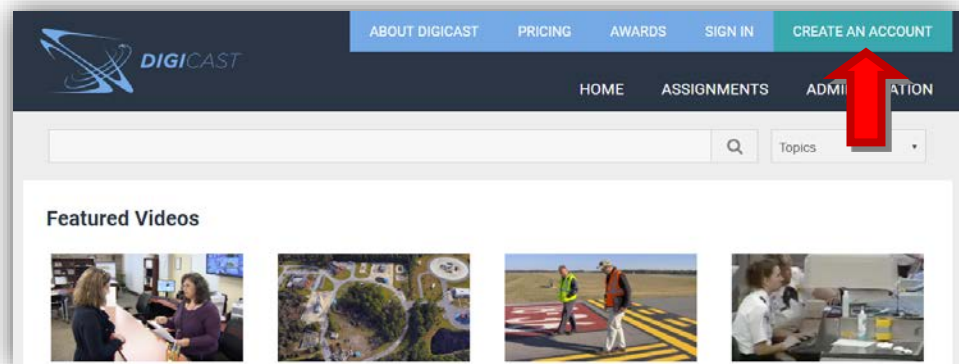 ABOUT DIGICAST PRICING AWARDS SIGN IN CREATE AN ACCOUNT
DIGICAST
HOME ASSIGNMENTS
Topics
Featured Videos